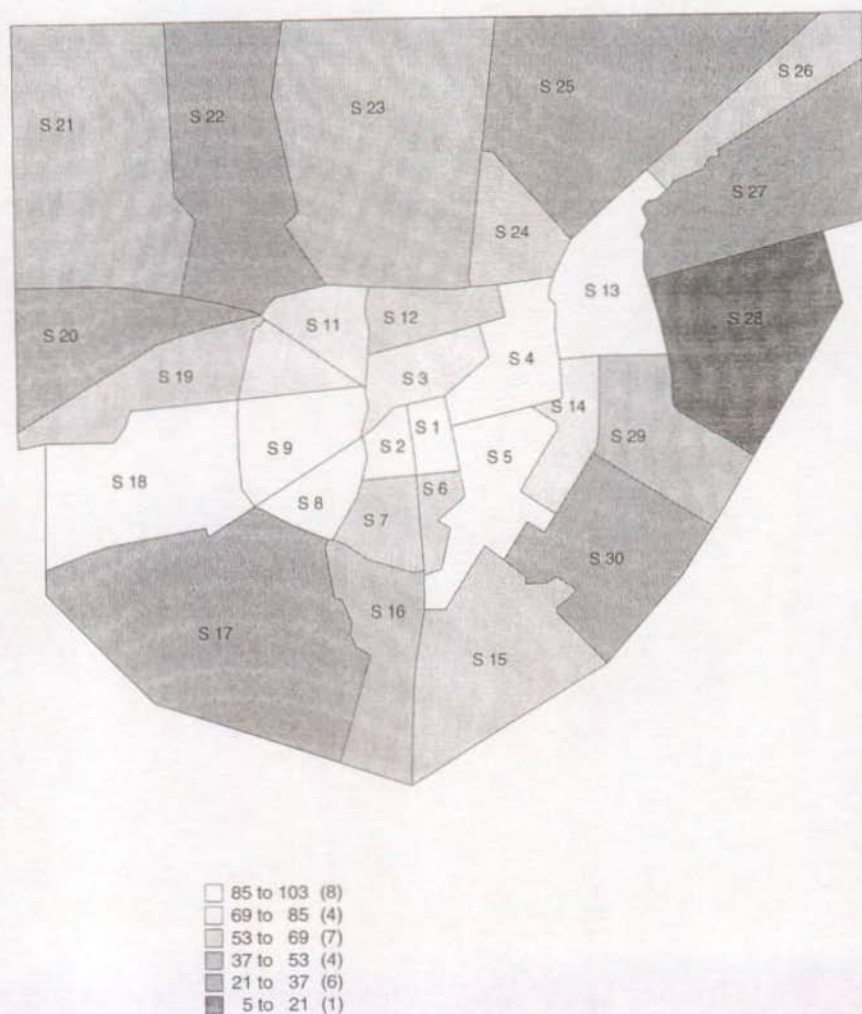 S 26
S 25
S 23
S 22
S 21
S 27
S 24
S 13
S 28
S 11
S 12
S 20
S 4
S 3
S 19
S 14
S 1
S 29
S 2
S 5
S 9
S 18
S 6
S 8
S 7
S 30
S 16
S 17
S 15
85 to 103 (8)
69 to 85 (4)
53 to 69 (7)
37 to 53 (4)
21 to 37 (6)
5 to 21 (1)